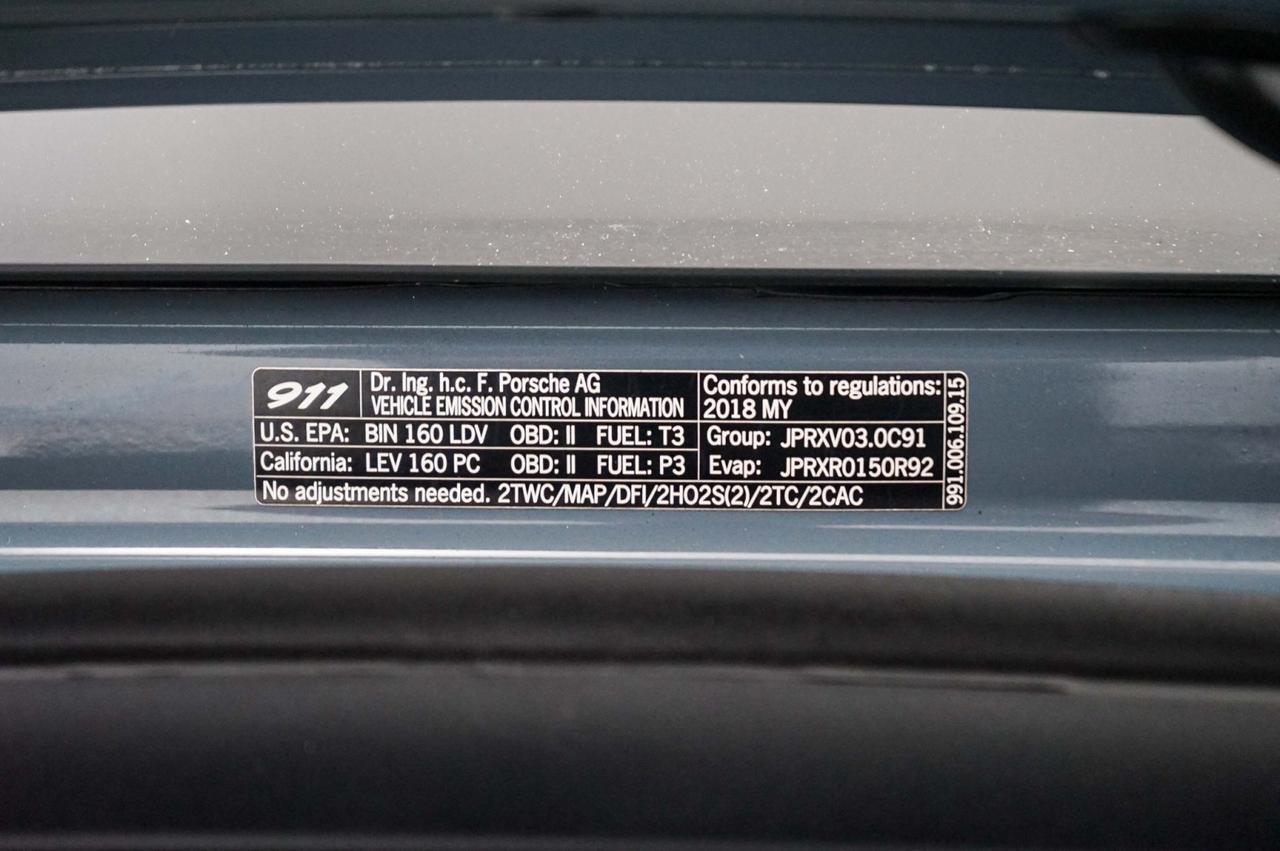 911
Dr. Ing. h.c. F. Porsche AG
VEHICLE EMISSION CONTROL INFORMATION
Conforms to regulations:
2018 MY
U.S. EPA: BIN 160 LDV OBD: II FUEL: T3
California: LEV 160 PC OBD: II FUEL: P3
Group: JPRXV03.0C91
Evap: JPRXR0150R92
No adjustments needed. 2TWC/MAP/DFI/2HO2S(2)/2TC/2CAC
991.006.109.15